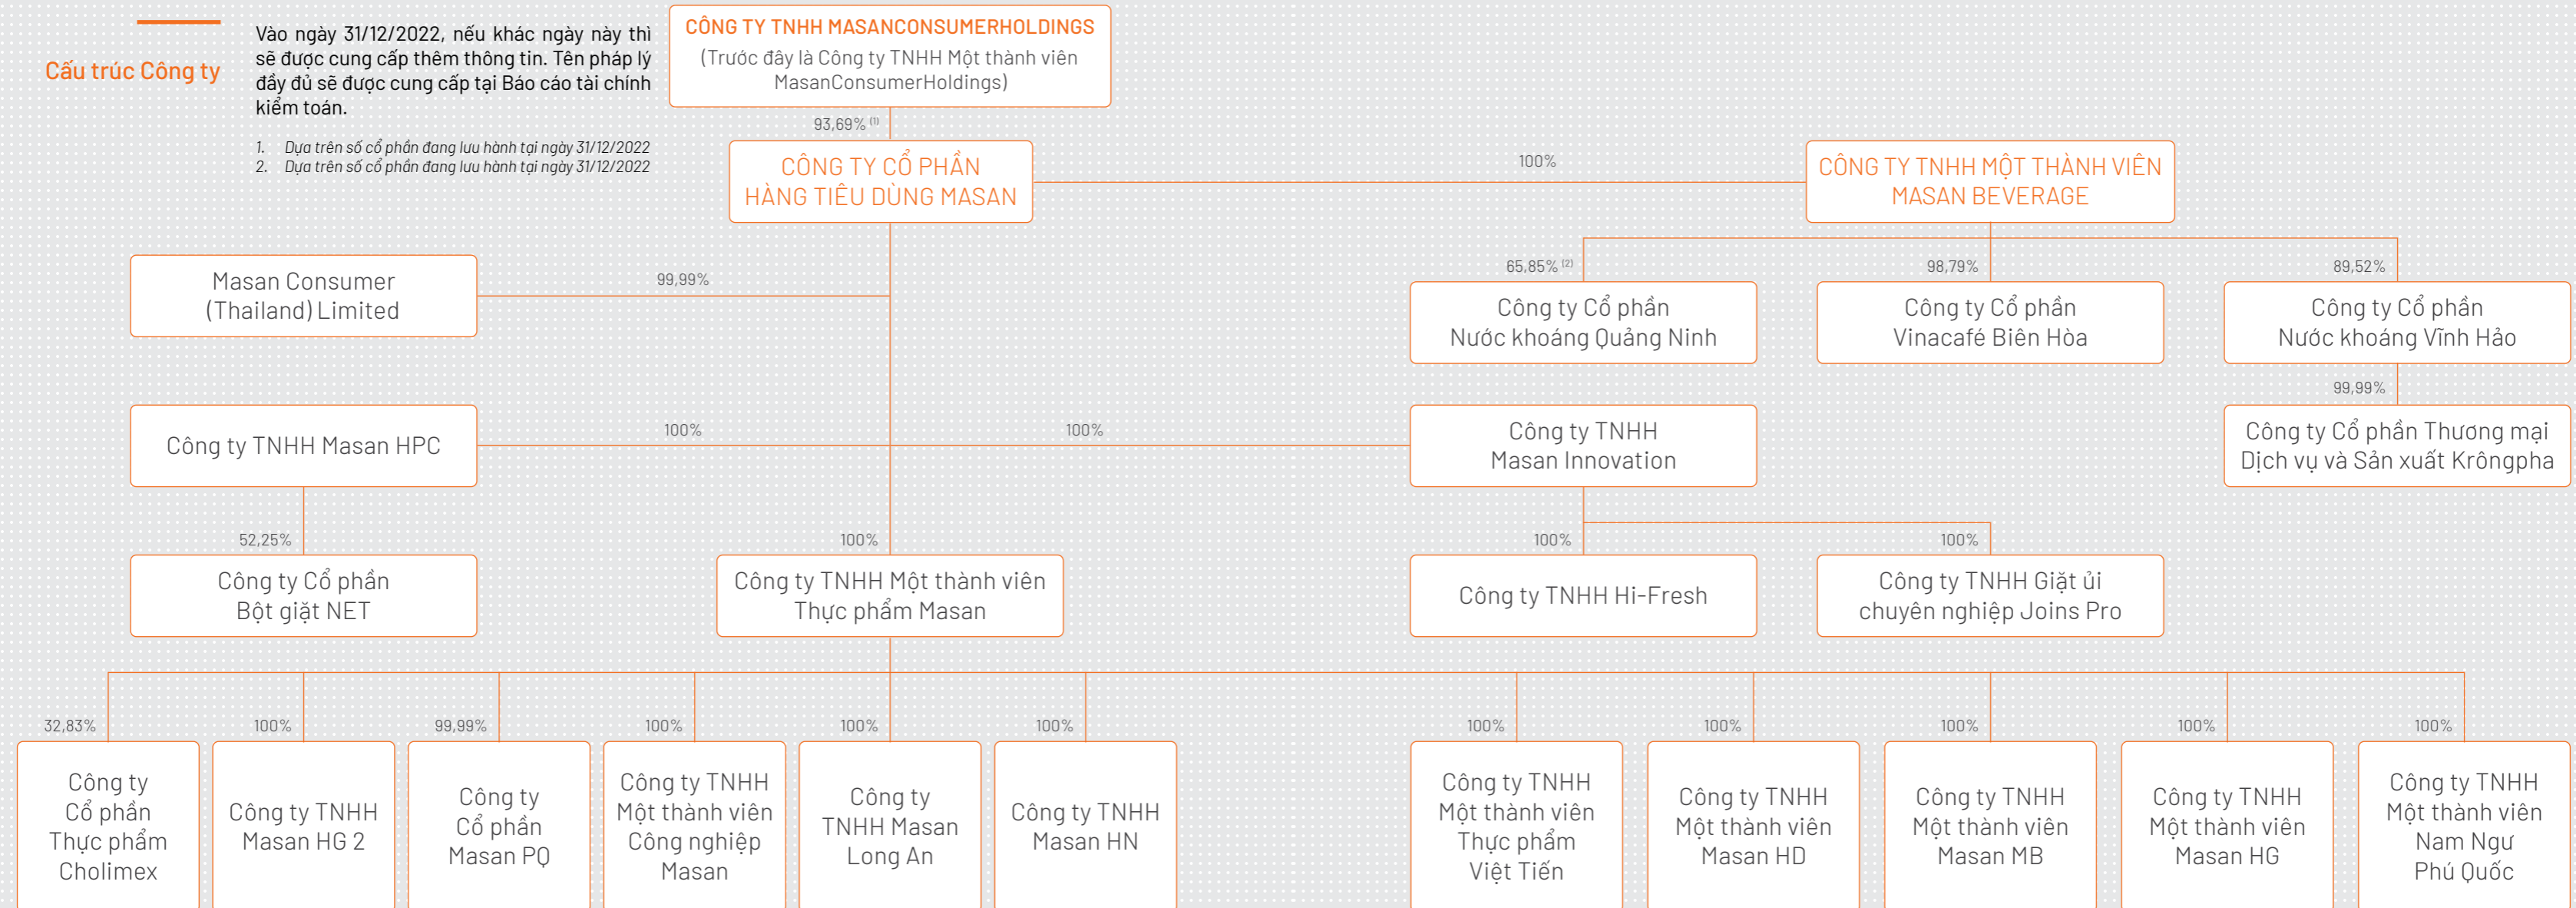 Cấu trúc Công ty
Vào ngày 31/12/2022, nếu khác ngày này thì
sẽ được cung cấp thêm thông tin. Tên pháp lý
đầy đủ sẽ được cung cấp tại Báo cáo tài chính
kiểm toán.
1. Dựa trên số cổ phần đang lưu hành tại ngày 31/12/2022
2. Dựa trên số cổ phần đang lưu hành tại ngày 31/12/2022
CÔNG TY TNHH MASANCONSUMERHOLDINGS
(Trước đây là Công ty TNHH Một thành viên
MasanConsumerHoldings)
93,69% (1)
CÔNG TY CỔ PHẦN
HÀNG TIÊU DÙNG MASAN
100%
CÔNG TY TNHH MỘT THÀNH VIÊN
MASAN BEVERAGE
Masan Consumer
(Thailand) Limited
99,99%
65,85% (2)
Công ty Cổ phần
Nước khoáng Quảng Ninh
98,79%
Công ty Cổ phần
Vinacafé Biên Hòa
89,52%
Công ty Cổ phần
Nước khoáng Vĩnh Hảo
99,99%
Công ty Cổ phần Thương mại
Dịch vụ và Sản xuất Krôngpha
Công ty TNHH Masan HPC
100%
100%
Công ty TNHH
Masan Innovation
52,25%
Công ty Cổ phần
Bột giặt NET
100%
Công ty TNHH Một thành viên
Thực phẩm Masan
100%
Công ty TNHH Hi-Fresh
100%
Công ty TNHH Giặt ủi
chuyên nghiệp Joins Pro
32,83%
Công ty
Cổ phần
Thực phẩm
Cholimex
100%
Công ty TNHH
Masan HG 2
99,99%
Công ty
Cổ phần
Masan PQ
100%
Công ty TNHH
Một thành viên
Công nghiệp
Masan
100%
Công ty
TNHH Masan
Long An
100%
Công ty TNHH
Masan HN
100%
Công ty TNHH
Một thành viên
Thực phẩm
Việt Tiến
100%
Công ty TNHH
Một thành viên
Masan HD
100%
Công ty TNHH
Một thành viên
Masan MB
100%
Công ty TNHH
Một thành viên
Masan HG
100%
Công ty TNHH
Một thành viên
Nam Ngư
Phú Quốc